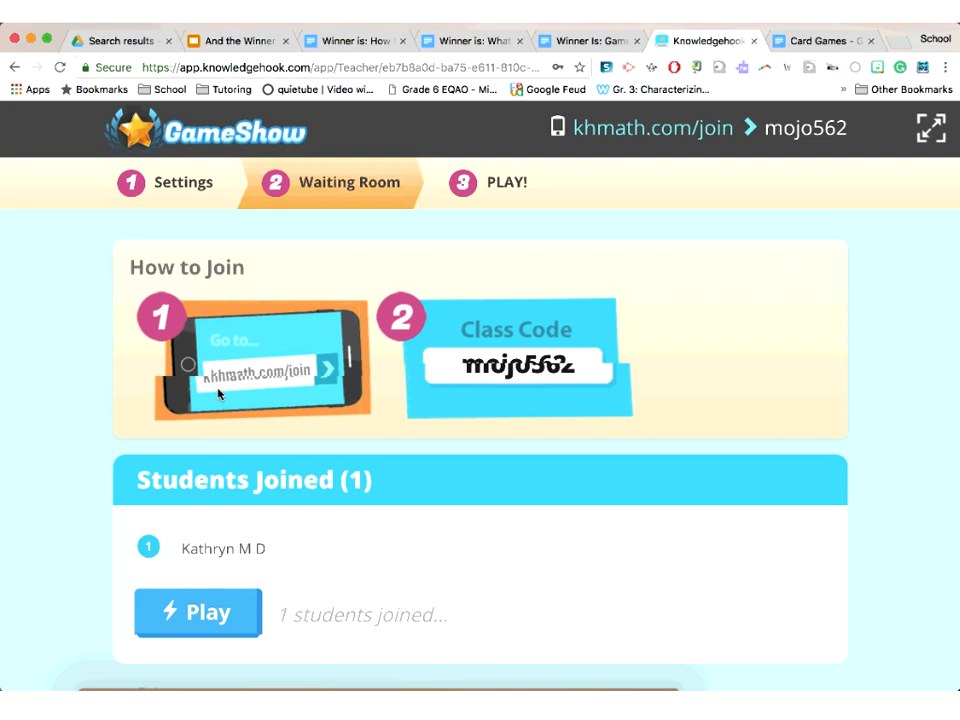 Search results -
And the Winner
Winner is: How
Winner is: What
Winner Is: Gam
Knowledgehook
Card Games - G
School
Secure https://app.knowledgehook.com/app/Teacher/eb7b8a0d-ba75-e611-810c-...
Apps Bookmarks School Tutoring quietube | Video wi... Grade 6 EQAO - Mi... Google Feud Gr. 3: Characterizin... » Other Bookmarks
GameShow khmath.com/join mojo562
1 Settings 2 Waiting Room 3 PLAY!
How to Join
1 2
Go to... Class Code
khmath.com/join mojo562
Students Joined (1)
1 Kathryn M D
Play 1 students joined...